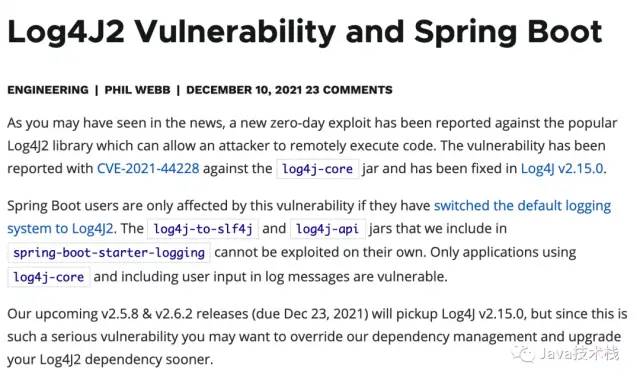 Log4J2 Vulnerability and Spring Boot
ENGINEERING | PHIL WEBB | DECEMBER 10, 2021 23 COMMENTS
As you may have seen in the news, a new zero-day exploit has been reported against the popular
Log4J2 library which can allow an attacker to remotely execute code. The vulnerability has been
reported with CVE-2021-44228 against the log4j-core jar and has been fixed in Log4J v2.15.0.
Spring Boot users are only affected by this vulnerability if they have switched the default logging
system to Log4J2. The log4j-to-slf4j and log4j-api jars that we include in
spring-boot-starter-logging cannot be exploited on their own. Only applications using
log4j-core and including user input in log messages are vulnerable.
Our upcoming v2.5.8 & v2.6.2 releases (due Dec 23, 2021) will pickup Log4J v2.15.0, but since this is
such a serious vulnerability you may want to override our dependency management and upgrade
your Log4J2 dependency sooner.
Java技术栈